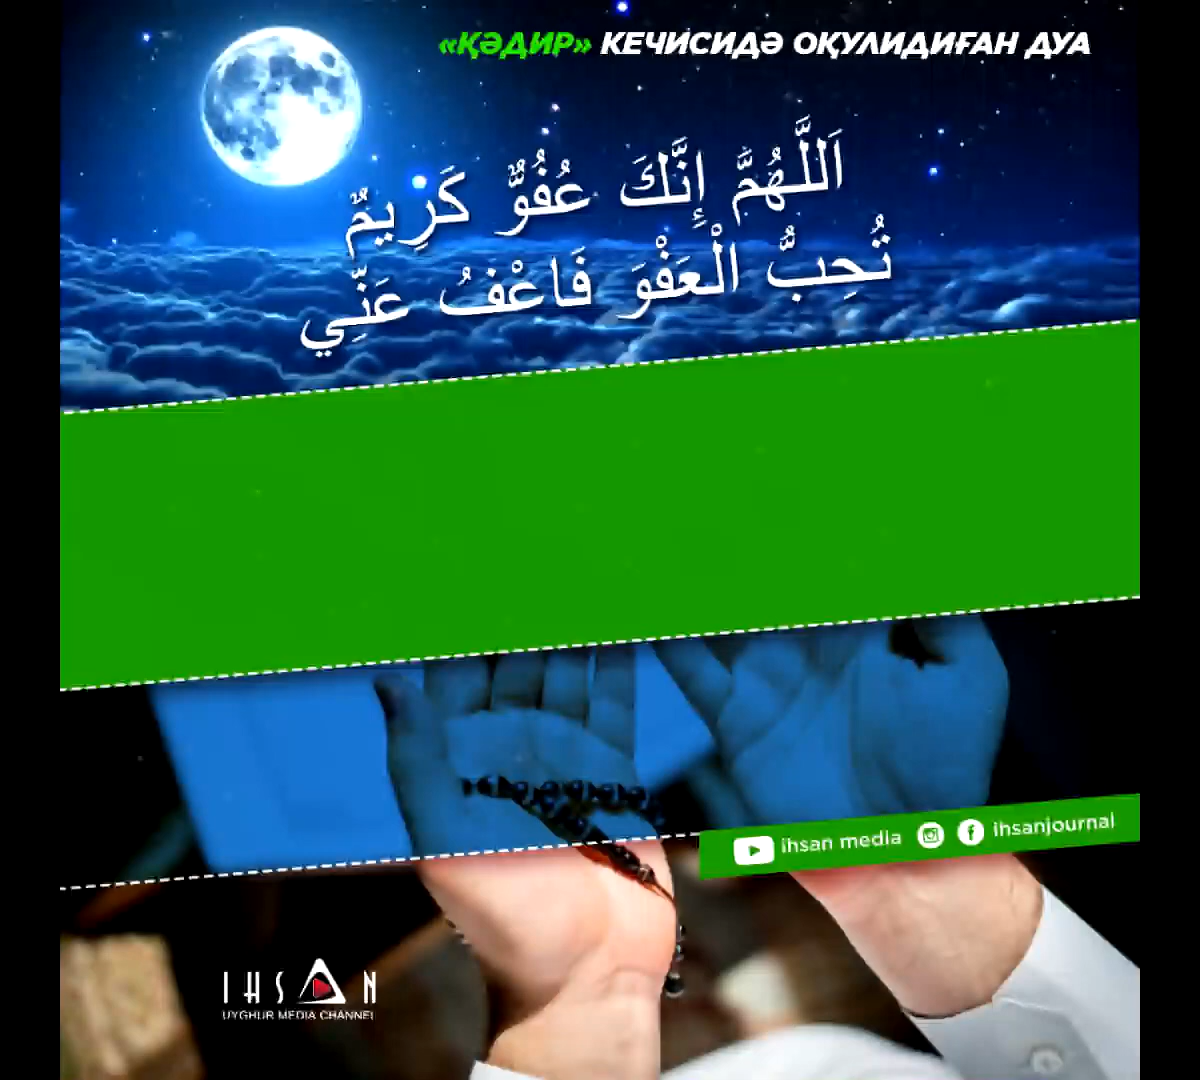 «ҚӘДИР» КЕЧИСИДӘ ОҚУЛИДИҒАН ДУА
اَللَّهُمَّ إِنَّكَ عُفُوٌّ كَرِيمٌ
تُحِبُّ الْعَفْوَ فَاعْفُ عَنِّي
ihsan media ihsanjournal
IHSAN
UYGHUR MEDIA CHANNEL